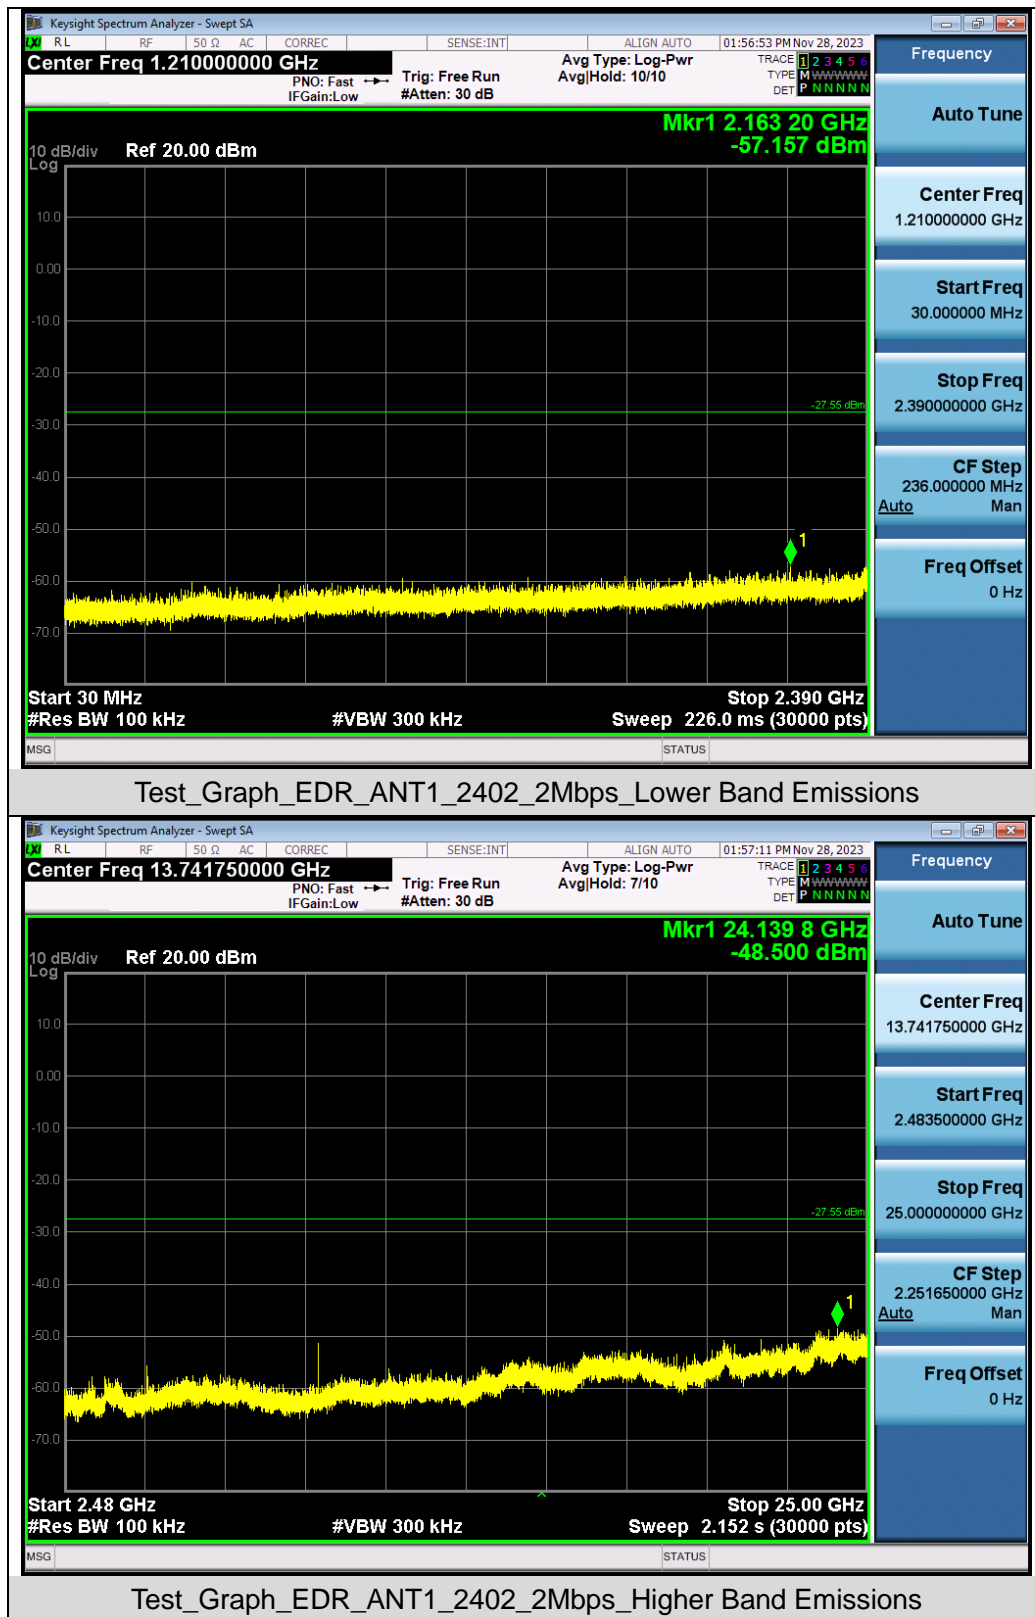 Keysight Spectrum Analyzer - Swept SA
LXI RL RF 50 Ω AC CORREC SENSE:INT ALIGN AUTO 01:56:53 PM Nov 28, 2023
Center Freq 1.210000000 GHz
PNO: Fast
IFGain:Low
Trig: Free Run
#Atten: 30 dB
Avg Type: Log-Pwr
Avg|Hold: 10/10
TRACE 1 2 3 4 5 6
TYPE M WWWWW
DET P N N N N N
Mkr1 2.163 20 GHz
-57.157 dBm
10 dB/div
Log
Ref 20.00 dBm
10.0
0.00
-10.0
-20.0
-27.55 dBm
-30.0
-40.0
-50.0
1
-60.0
-70.0
Start 30 MHz
Stop 2.390 GHz
#Res BW 100 kHz
#VBW 300 kHz
Sweep 226.0 ms (30000 pts)
MSG
STATUS
Frequency
Auto Tune
Center Freq
1.210000000 GHz
Start Freq
30.000000 MHz
Stop Freq
2.390000000 GHz
CF Step
236.000000 MHz
Auto Man
Freq Offset
0 Hz
Test_Graph_EDR_ANT1_2402_2Mbps_Lower Band Emissions
Keysight Spectrum Analyzer - Swept SA
LXI RL RF 50 Ω AC CORREC SENSE:INT ALIGN AUTO 01:57:11 PM Nov 28, 2023
Center Freq 13.741750000 GHz
PNO: Fast
IFGain:Low
Trig: Free Run
#Atten: 30 dB
Avg Type: Log-Pwr
Avg|Hold: 7/10
TRACE 1 2 3 4 5 6
TYPE M WWWWW
DET P N N N N N
Mkr1 24.139 8 GHz
-48.500 dBm
10 dB/div
Log
Ref 20.00 dBm
10.0
0.00
-10.0
-20.0
-27.55 dBm
-30.0
-40.0
1
-50.0
-60.0
-70.0
Start 2.48 GHz
Stop 25.00 GHz
#Res BW 100 kHz
#VBW 300 kHz
Sweep 2.152 s (30000 pts)
MSG
STATUS
Frequency
Auto Tune
Center Freq
13.741750000 GHz
Start Freq
2.483500000 GHz
Stop Freq
25.000000000 GHz
CF Step
2.251650000 GHz
Auto Man
Freq Offset
0 Hz
Test_Graph_EDR_ANT1_2402_2Mbps_Higher Band Emissions